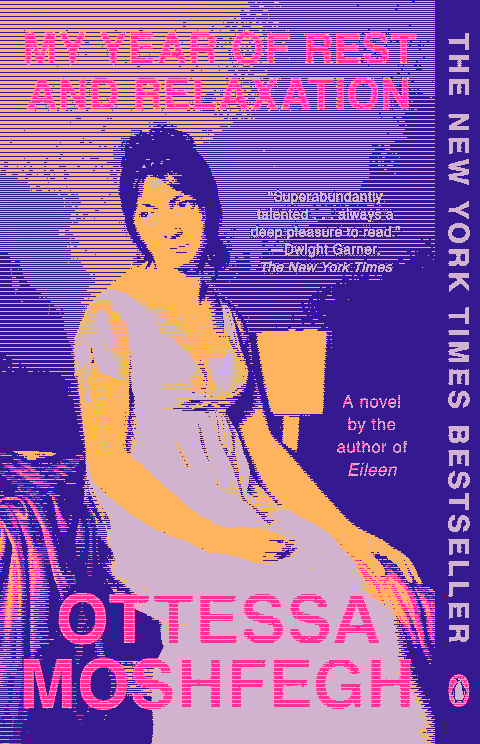 MY YEAR OF REST
AND RELAXATION
"Superabundantly
talented . . . always a
deep pleasure to read."
—Dwight Garner,
The New York Times
A novel
by the
author of
Eileen
OTTESSA
MOSHFEGH
THE NEW YORK TIMES BESTSELLER